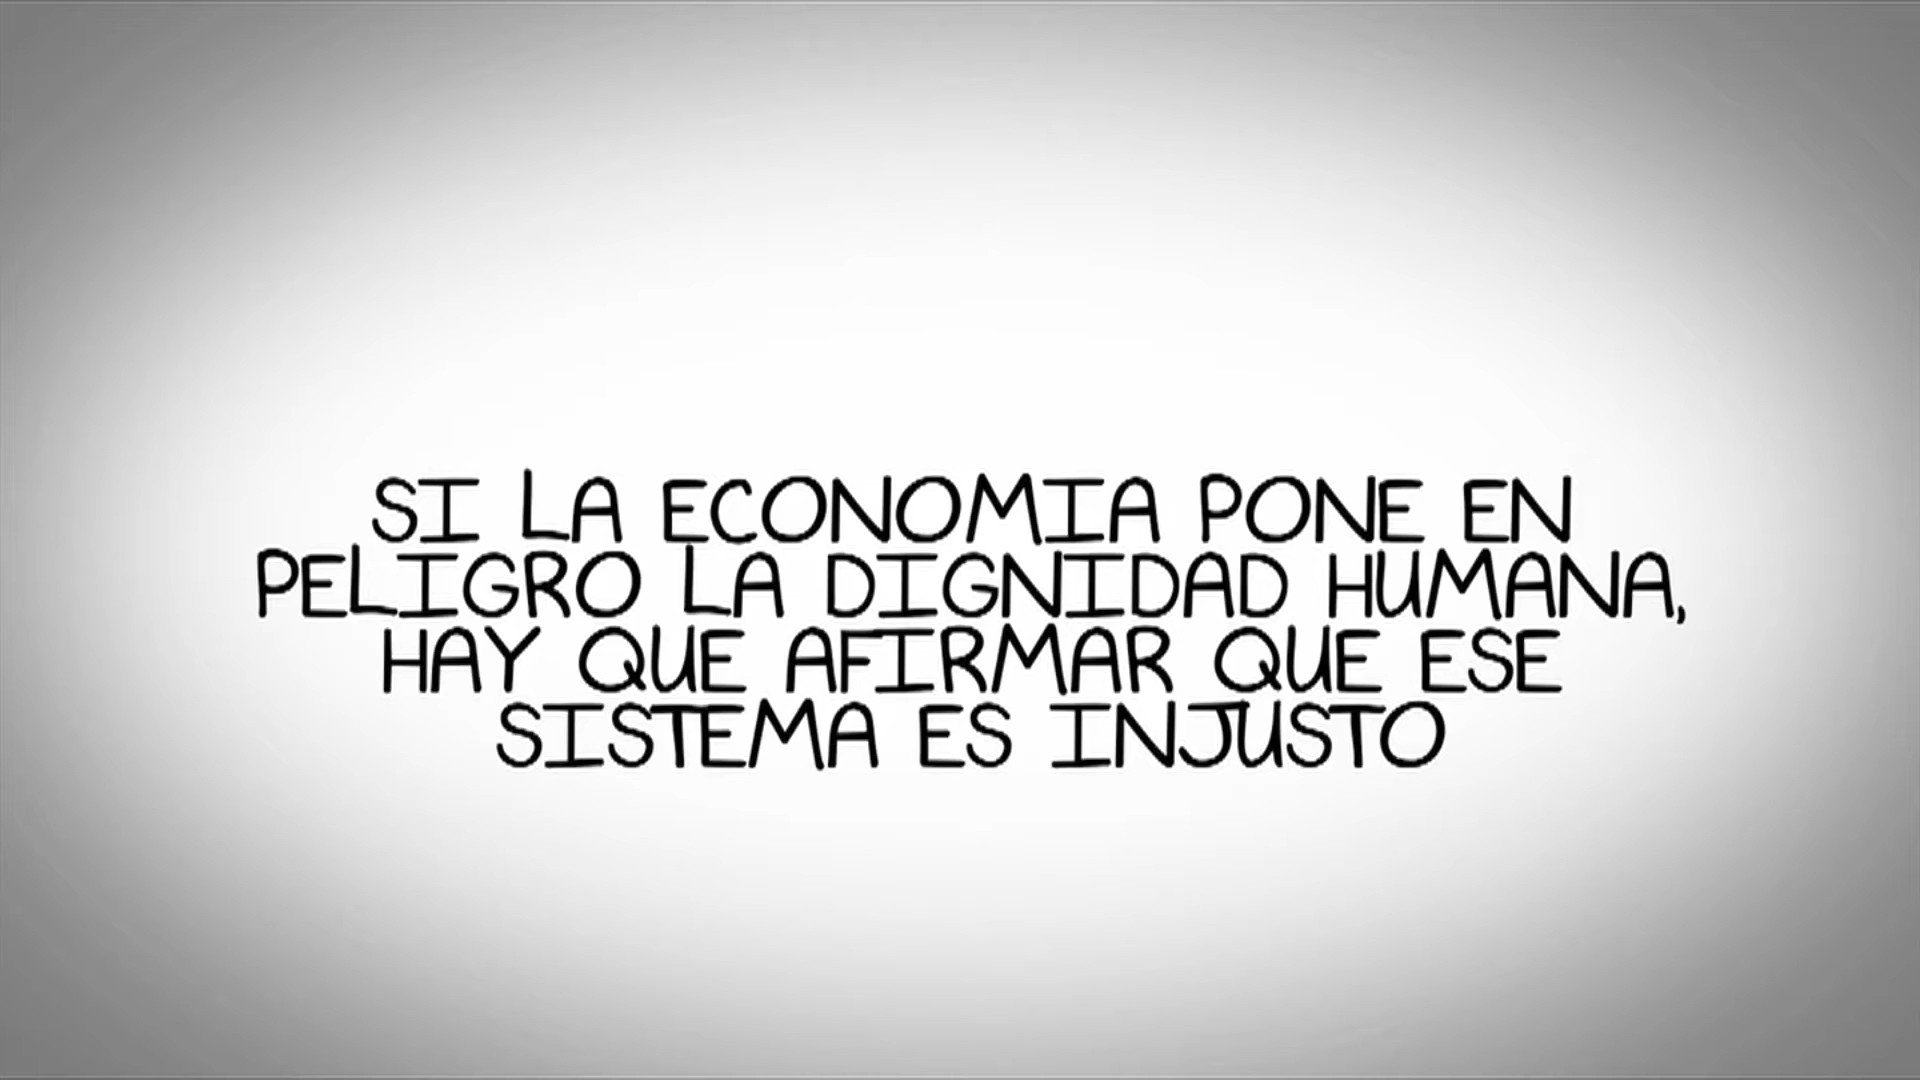 SI LA ECONOMIA PONE EN
PELIGRO LA DIGNIDAD HUMANA,
HAY QUE AFIRMAR QUE ESE
SISTEMA ES INJUSTO